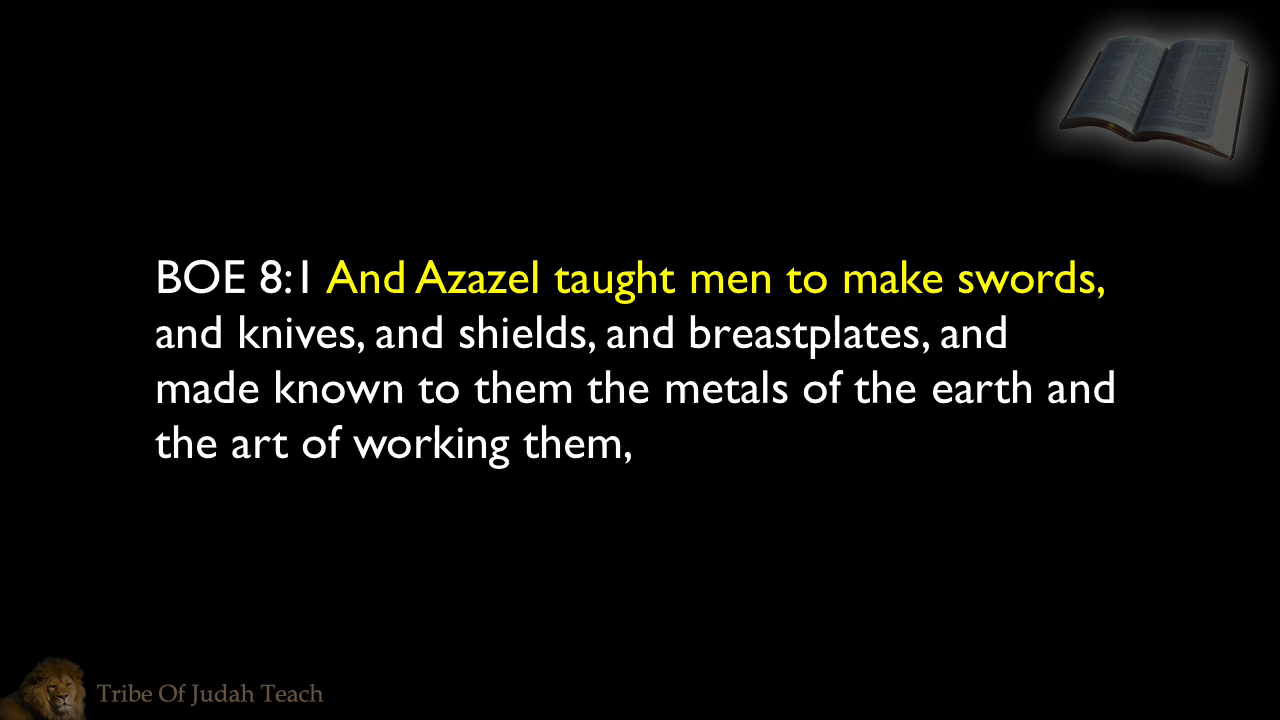 BOE 8:1 And Azazel taught men to make swords,
and knives, and shields, and breastplates, and
made known to them the metals of the earth and
the art of working them,
Tribe Of Judah Teach